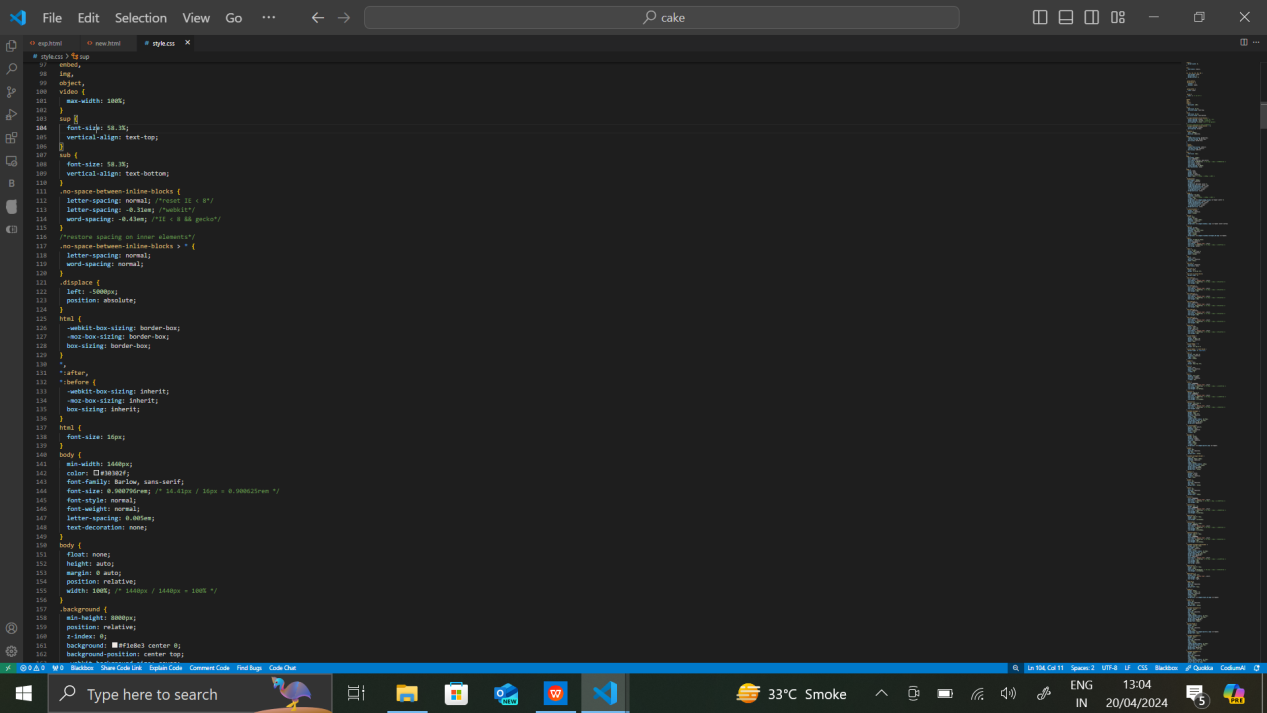 File Edit Selection View Go ···
cake
exp.html new.html # style.css
# style.css > sup
97 embed,
98 img,
99 object,
100 video {
101 max-width: 100%;
102 }
103 sup {
104 font-size: 58.3%;
105 vertical-align: text-top;
106 }
107 sub {
108 font-size: 58.3%;
109 vertical-align: text-bottom;
110 }
111 .no-space-between-inline-blocks {
112 letter-spacing: normal; /*reset IE < 8*/
113 letter-spacing: -0.31em; /*webkit*/
114 word-spacing: -0.43em; /*IE < 8 && gecko*/
115 }
116 /*restore spacing on inner elements*/
117 .no-space-between-inline-blocks > * {
118 letter-spacing: normal;
119 word-spacing: normal;
120 }
121 .displace {
122 left: -5000px;
123 position: absolute;
124 }
125 html {
126 -webkit-box-sizing: border-box;
127 -moz-box-sizing: border-box;
128 box-sizing: border-box;
129 }
130 *,
131 *:after,
132 *:before {
133 -webkit-box-sizing: inherit;
134 -moz-box-sizing: inherit;
135 box-sizing: inherit;
136 }
137 html {
138 font-size: 16px;
139 }
140 body {
141 min-width: 1440px;
142 color: #30302f;
143 font-family: Barlow, sans-serif;
144 font-size: 0.900796rem; /* 14.41px / 16px = 0.900625rem */
145 font-style: normal;
146 font-weight: normal;
147 letter-spacing: 0.005em;
148 text-decoration: none;
149 }
150 body {
151 float: none;
152 height: auto;
153 margin: 0 auto;
154 position: relative;
155 width: 100%; /* 1440px / 1440px = 100% */
156 }
157 .background {
158 min-height: 8000px;
159 position: relative;
160 z-index: 0;
161 background: #f1e8e3 center 0;
162 background-position: center top;
0 0 0 Blackbox Share Code Link Explain Code Comment Code Find Bugs Code Chat Ln 104, Col 11 Spaces: 2 UTF-8 LF CSS Blackbox Quokka CodiumAI
Type here to search
NEW
33°C Smoke
ENG
IN
13:04
20/04/2024
5
PRE